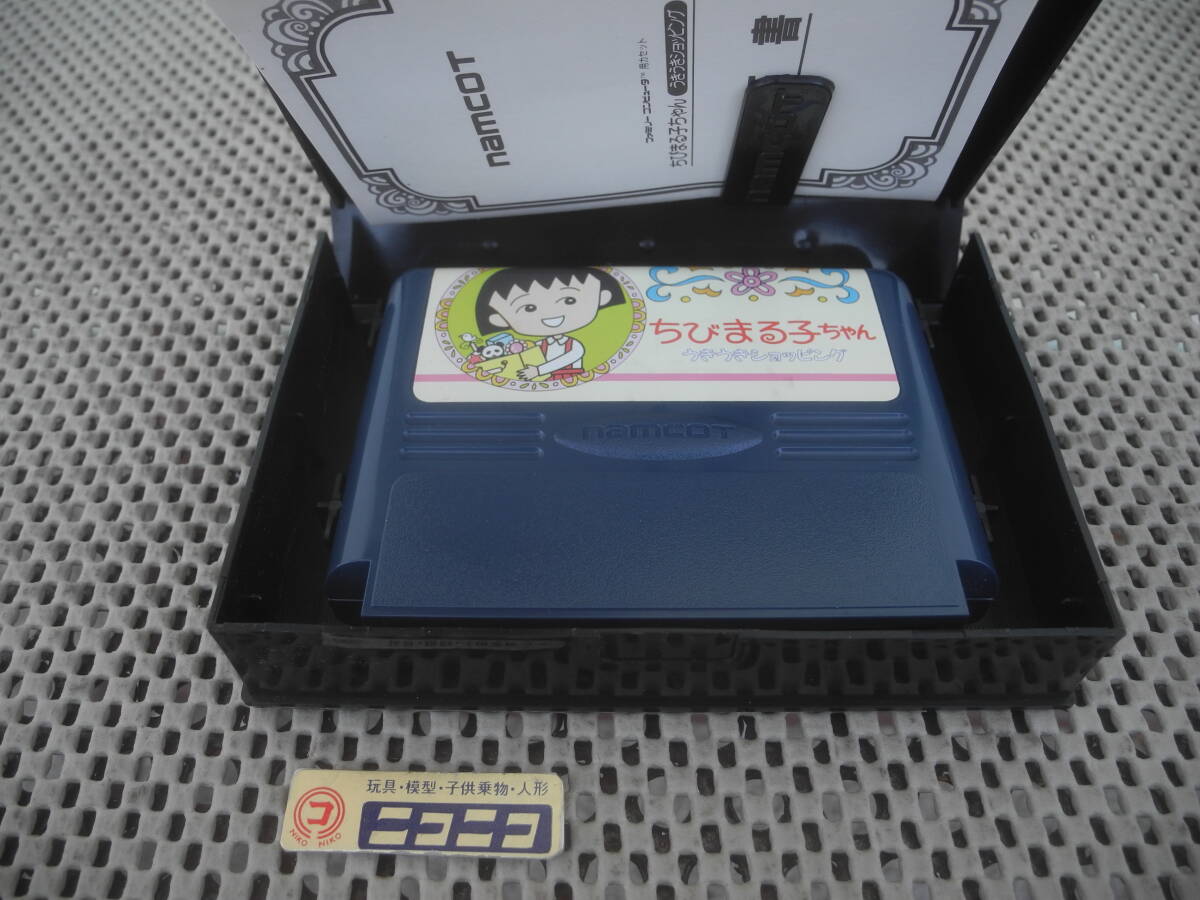 namcot
ファミリー コンピュータ™ 用カセット
ちびまる子ちゃん うきうきショッピング
書
ちびまる子ちゃん
うきうきショッピング
namcot
玩具・模型・子供乗物・人形
コ
NIKO NIKO
ニコニコ